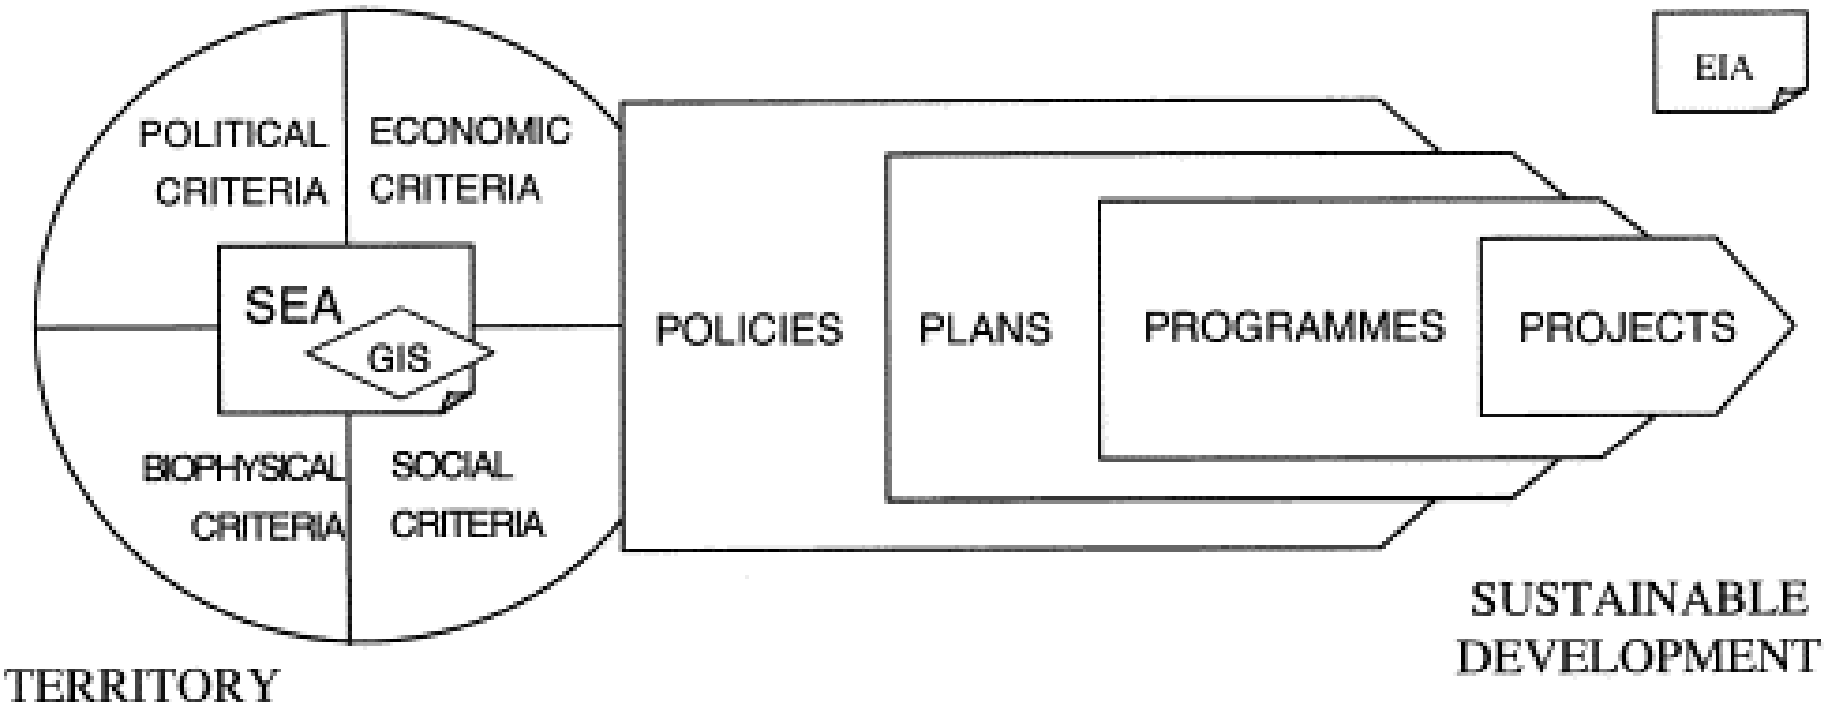 EIA
POLITICAL
CRITERIA
ECONOMIC
CRITERIA
SEA
GIS
BIOPHYSICAL
CRITERIA
SOCIAL
CRITERIA
POLICIES
PLANS
PROGRAMMES
PROJECTS
SUSTAINABLE
DEVELOPMENT
TERRITORY